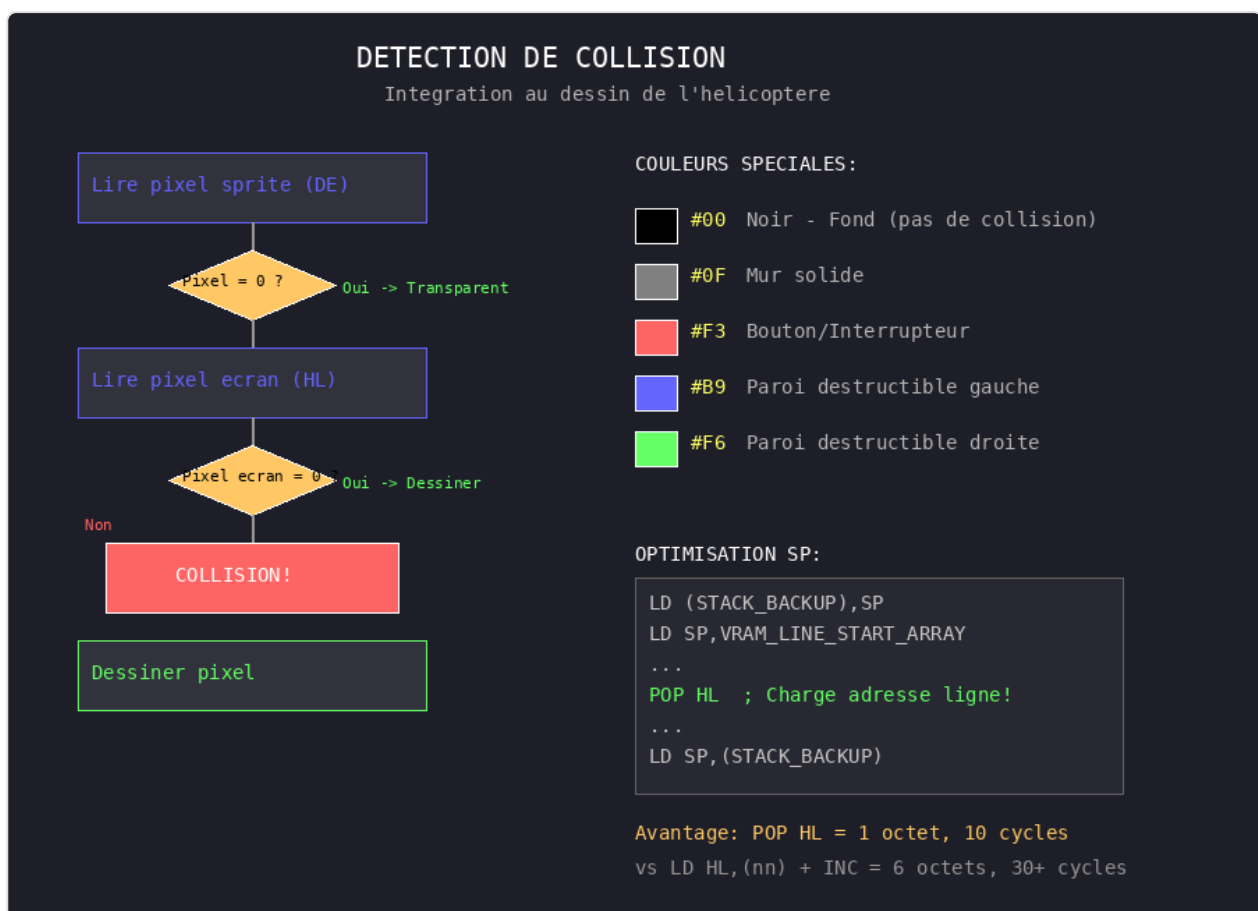 DETECTION DE COLLISION
Integration au dessin de l'helicoptere
Lire pixel sprite (DE)
Pixel = 0 ?
Oui -> Transparent
Lire pixel ecran (HL)
Pixel ecran = 0 ?
Oui -> Dessiner
Non
COLLISION!
Dessiner pixel
COULEURS SPECIALES:
#00 Noir - Fond (pas de collision)
#0F Mur solide
#F3 Bouton/Interrupteur
#B9 Paroi destructible gauche
#F6 Paroi destructible droite
OPTIMISATION SP:
LD (STACK_BACKUP),SP
LD SP,VRAM_LINE_START_ARRAY
...
POP HL  ; Charge adresse ligne!
...
LD SP,(STACK_BACKUP)
Avantage: POP HL = 1 octet, 10 cycles
vs LD HL,(nn) + INC = 6 octets, 30+ cycles